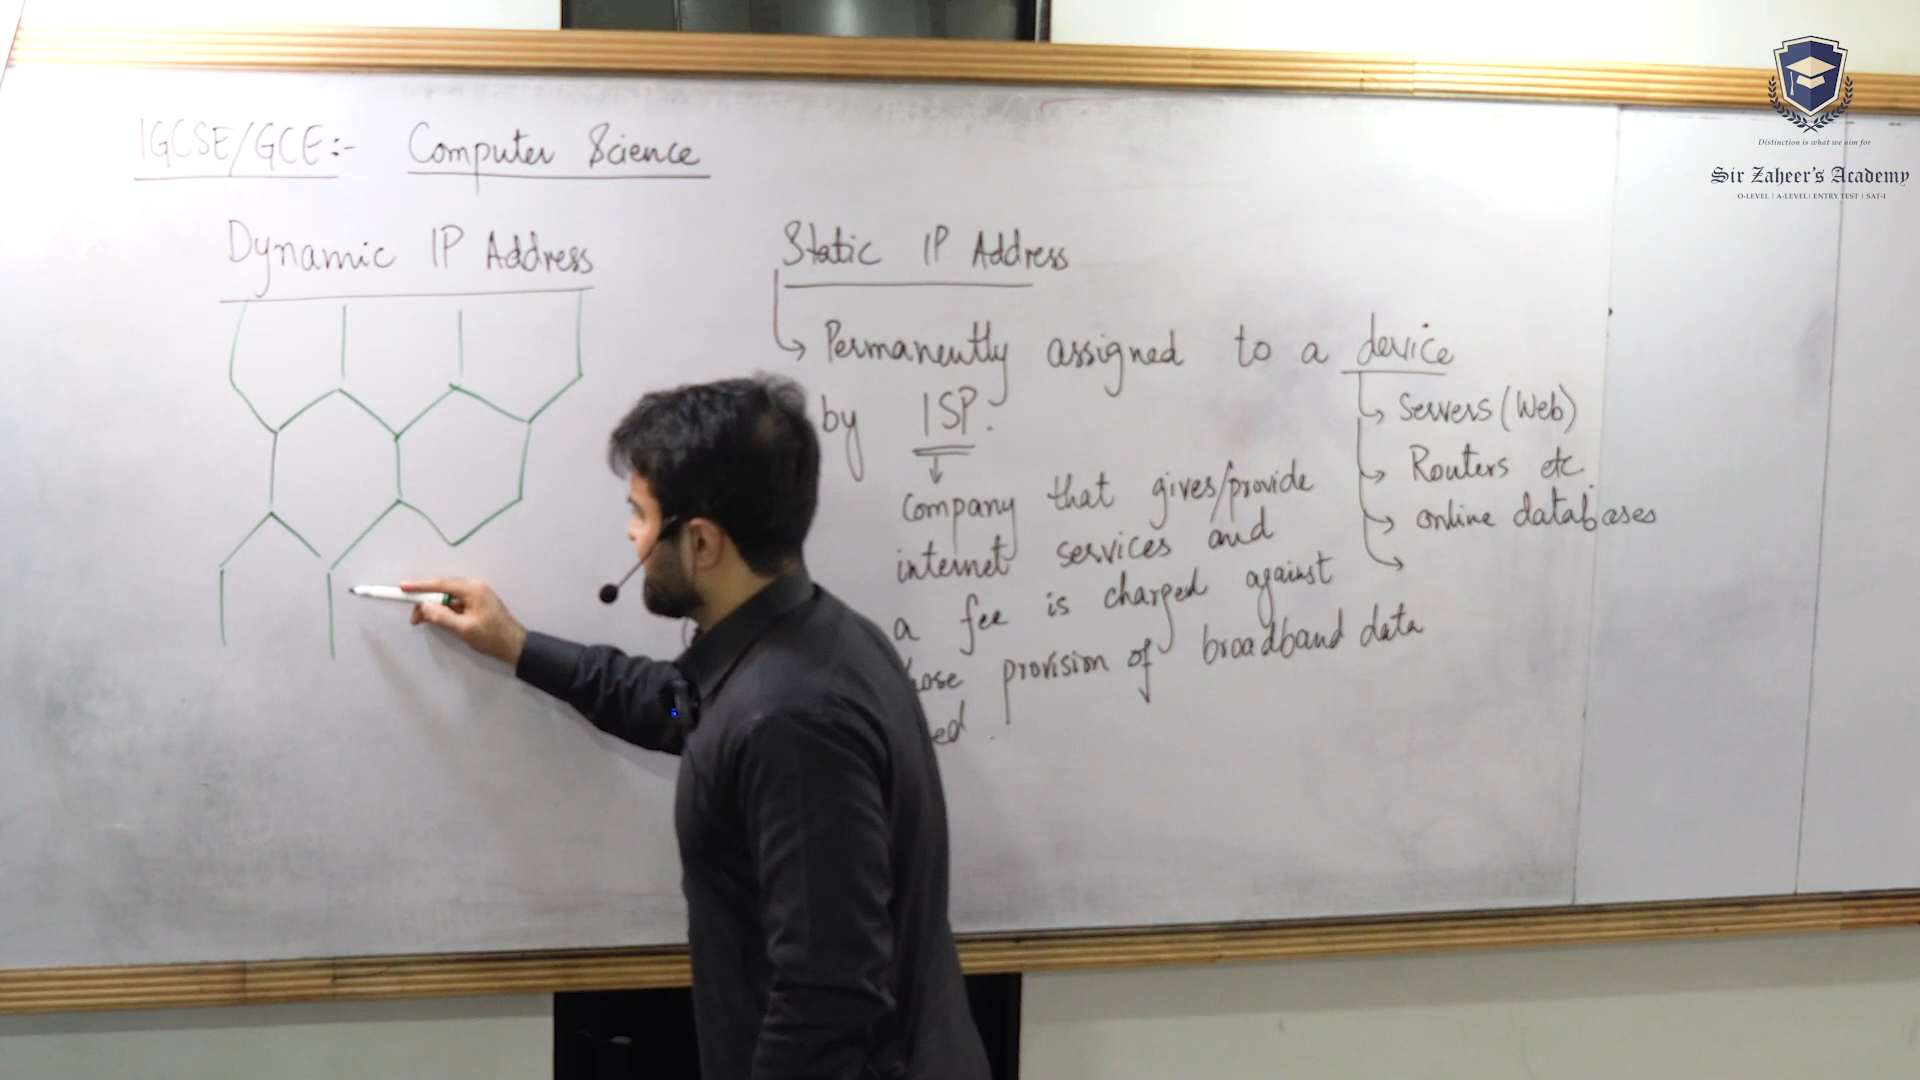 IGCSE/GCE:- Computer Science
Dynamic IP Address
Static IP Address
Permanently assigned to a device
by ISP.
Company that gives/provide
internet services and
a fee is charged against
provision of broadband data
Servers (Web)
Routers etc
online databases
Distinction is what we aim for
Sir Zaheer's Academy
O-LEVEL | A-LEVEL | ENTRY TEST | SAT-I